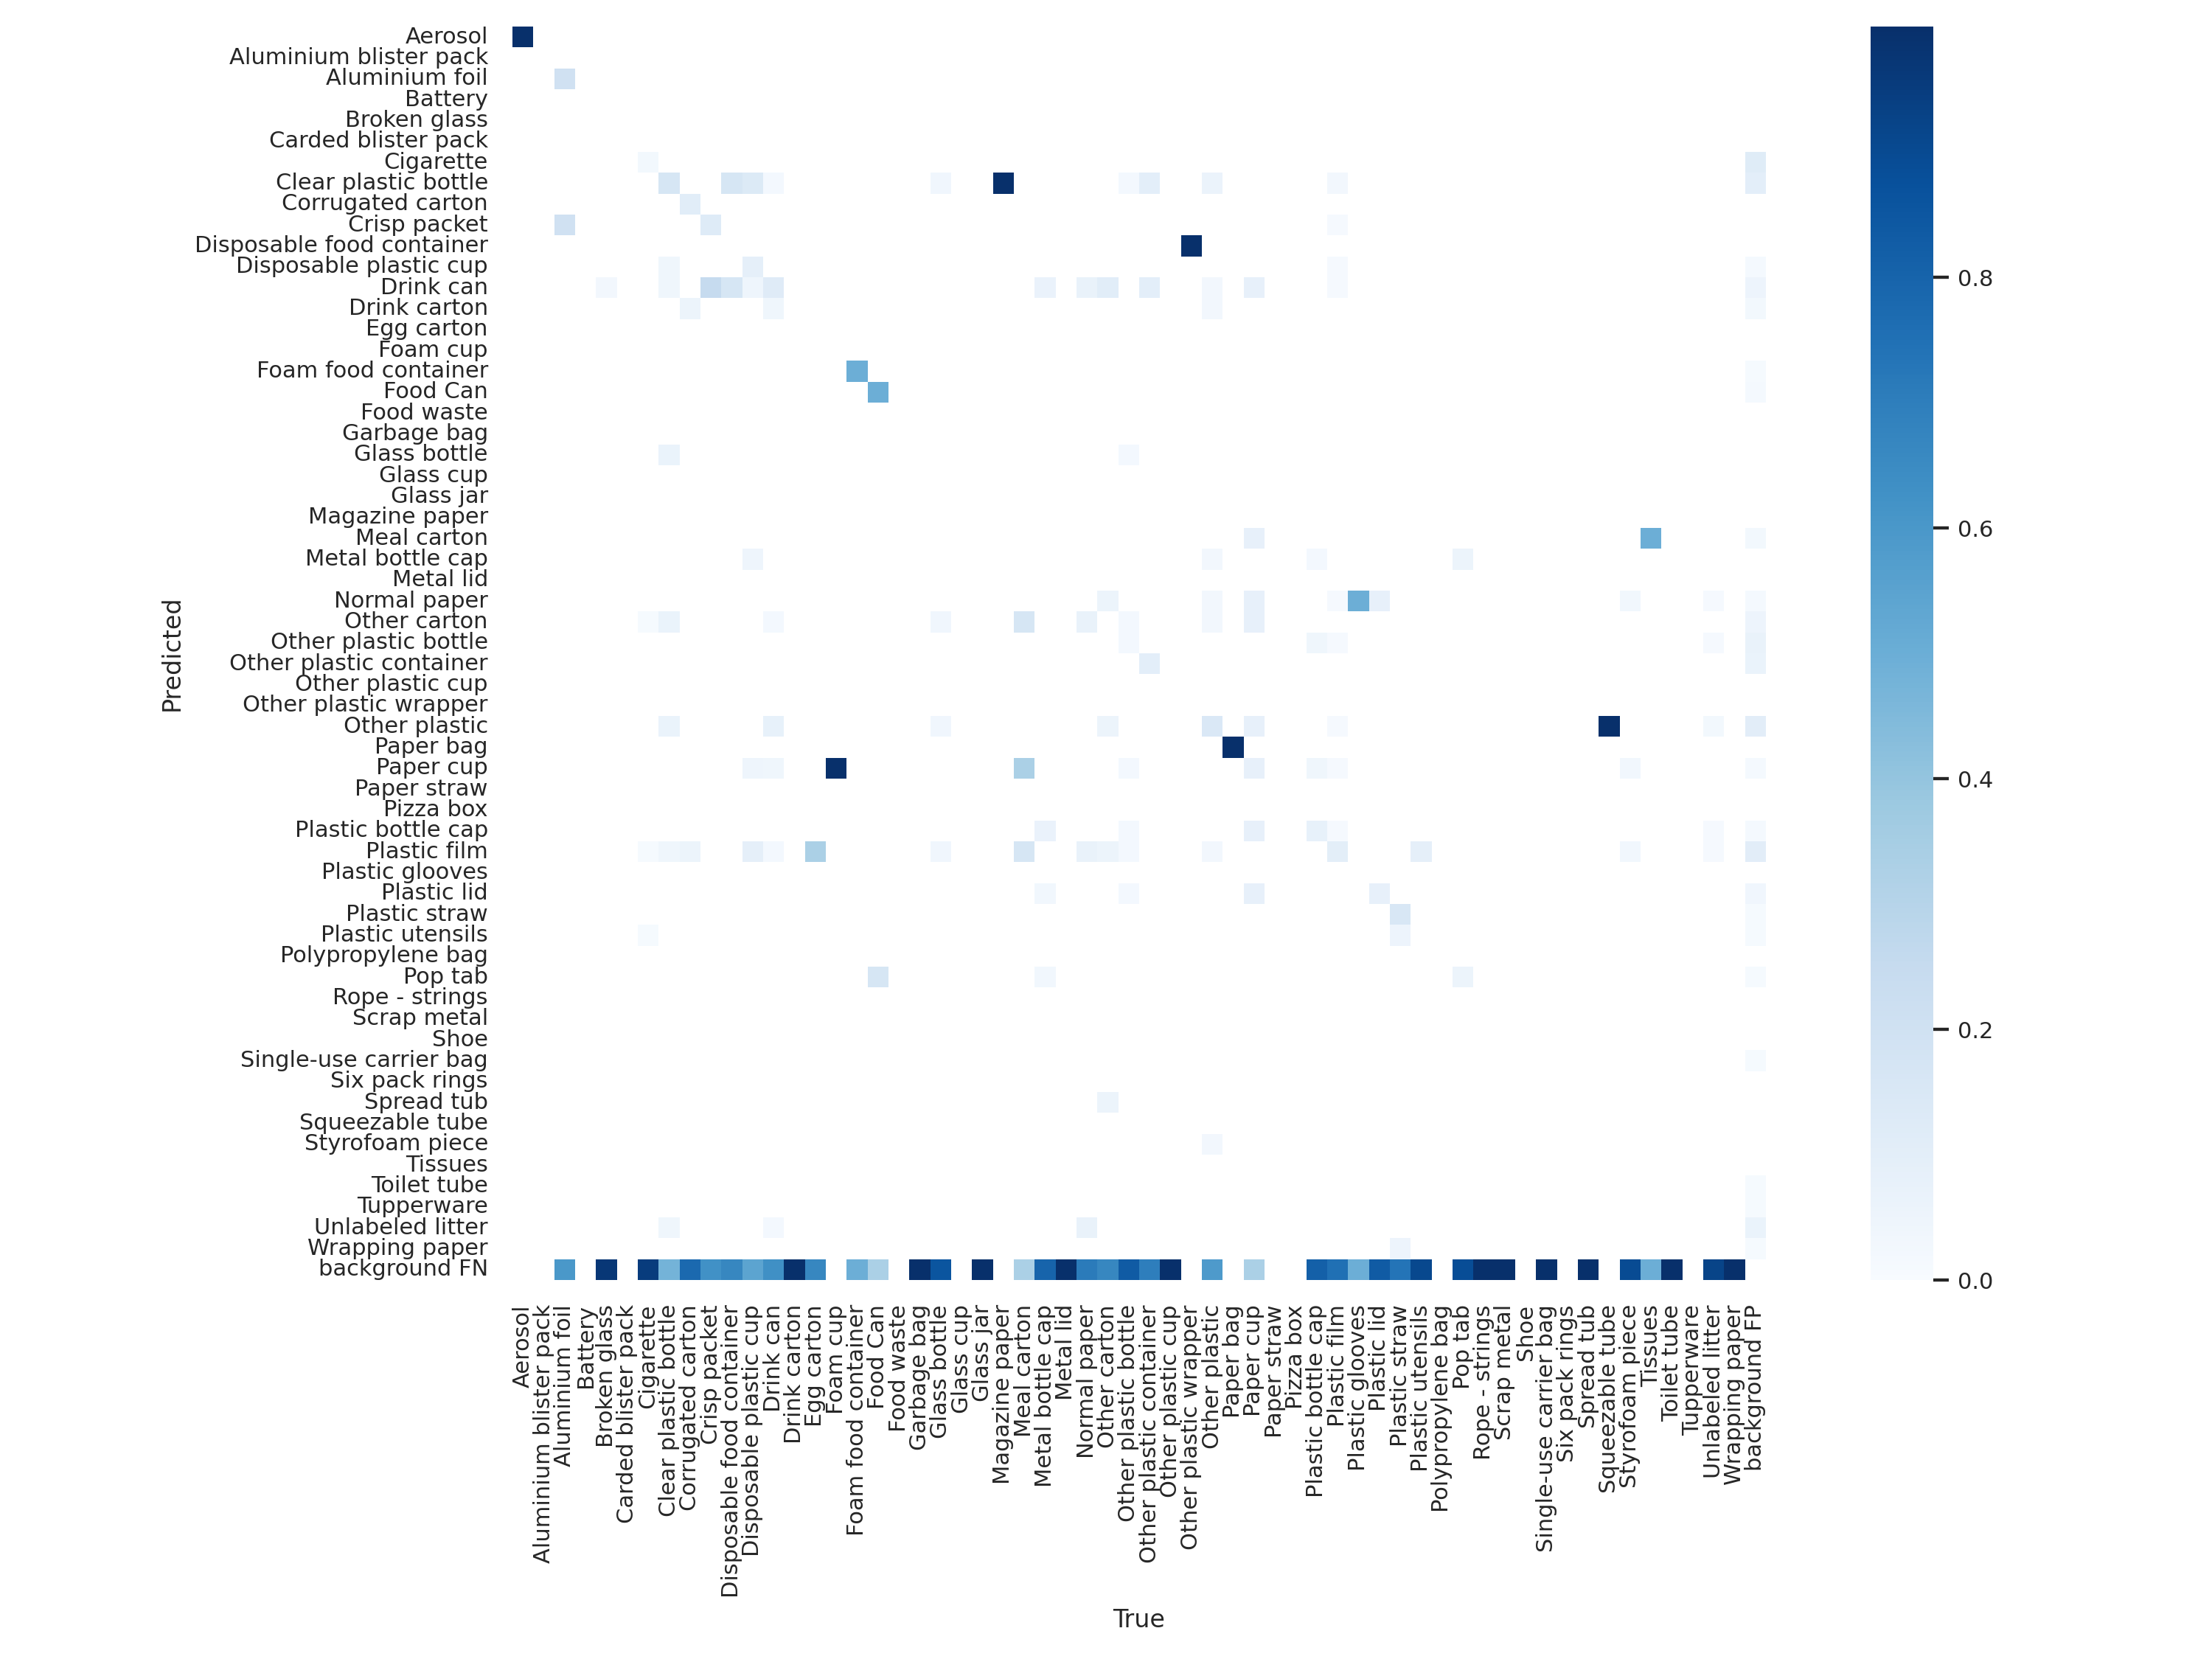 Aerosol
Aluminium blister pack
Aluminium foil
Battery
Broken glass
Carded blister pack
Cigarette
Clear plastic bottle
Corrugated carton
Crisp packet
Disposable food container
Disposable plastic cup
Drink can
Drink carton
Egg carton
Foam cup
Foam food container
Food Can
Food waste
Garbage bag
Glass bottle
Glass cup
Glass jar
Magazine paper
Meal carton
Metal bottle cap
Metal lid
Normal paper
Other carton
Other plastic bottle
Other plastic container
Other plastic cup
Other plastic wrapper
Other plastic
Paper bag
Paper cup
Paper straw
Pizza box
Plastic bottle cap
Plastic film
Plastic glooves
Plastic lid
Plastic straw
Plastic utensils
Polypropylene bag
Pop tab
Rope - strings
Scrap metal
Shoe
Single-use carrier bag
Six pack rings
Spread tub
Squeezable tube
Styrofoam piece
Tissues
Toilet tube
Tupperware
Unlabeled litter
Wrapping paper
background FN
Predicted
Aerosol
Aluminium blister pack
Aluminium foil
Battery
Broken glass
Carded blister pack
Cigarette
Clear plastic bottle
Corrugated carton
Crisp packet
Disposable food container
Disposable plastic cup
Drink can
Drink carton
Egg carton
Foam cup
Foam food container
Food Can
Food waste
Garbage bag
Glass bottle
Glass cup
Glass jar
Magazine paper
Meal carton
Metal bottle cap
Metal lid
Normal paper
Other carton
Other plastic bottle
Other plastic container
Other plastic cup
Other plastic wrapper
Other plastic
Paper bag
Paper cup
Paper straw
Pizza box
Plastic bottle cap
Plastic film
Plastic glooves
Plastic lid
Plastic straw
Plastic utensils
Polypropylene bag
Pop tab
Rope - strings
Scrap metal
Shoe
Single-use carrier bag
Six pack rings
Spread tub
Squeezable tube
Styrofoam piece
Tissues
Toilet tube
Tupperware
Unlabeled litter
Wrapping paper
background FP
True
0.8
0.6
0.4
0.2
0.0